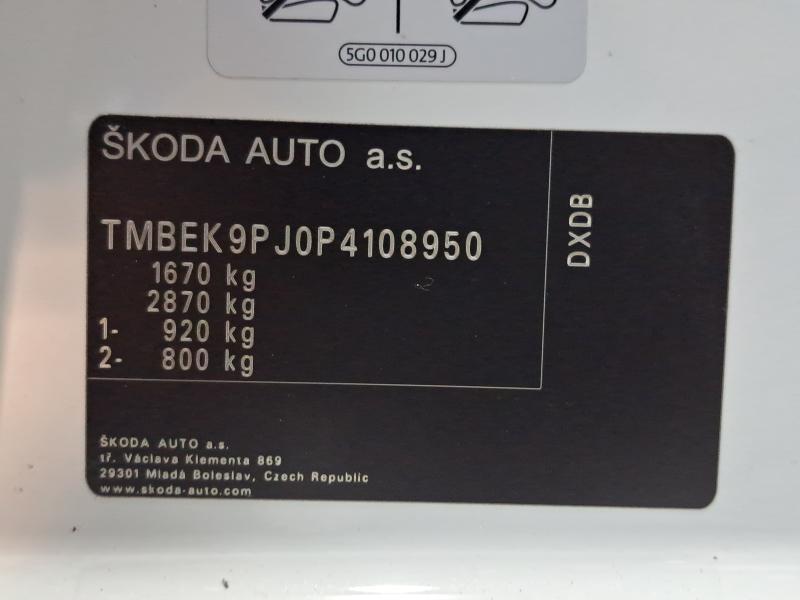 5G0 010 029 J
ŠKODA AUTO a.s.
TMBEK9PJ0P4108950
1670 kg
2870 kg
1- 920 kg
2- 800 kg
DXDB
ŠKODA AUTO a.s.
tř. Václava Klementa 869
29301 Mladá Boleslav, Czech Republic
www.skoda-auto.com